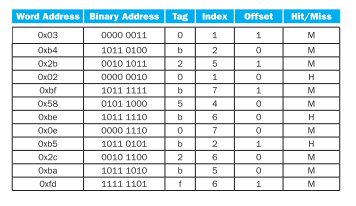 Word Address Binary Address Tag Index Offset Hit/Miss
0x03 0000 0011 0 1 1 M
0xb4 1011 0100 b 2 0 M
0x2b 0010 1011 2 5 1 M
0x02 0000 0010 0 1 0 H
0xbf 1011 1111 b 7 1 M
0x58 0101 1000 5 4 0 M
0xbe 1011 1110 b 6 0 H
0x0e 0000 1110 0 7 0 M
0xb5 1011 0101 b 2 1 H
0x2c 0010 1100 2 6 0 M
0xba 1011 1010 b 5 0 M
0xfd 1111 1101 f 6 1 M